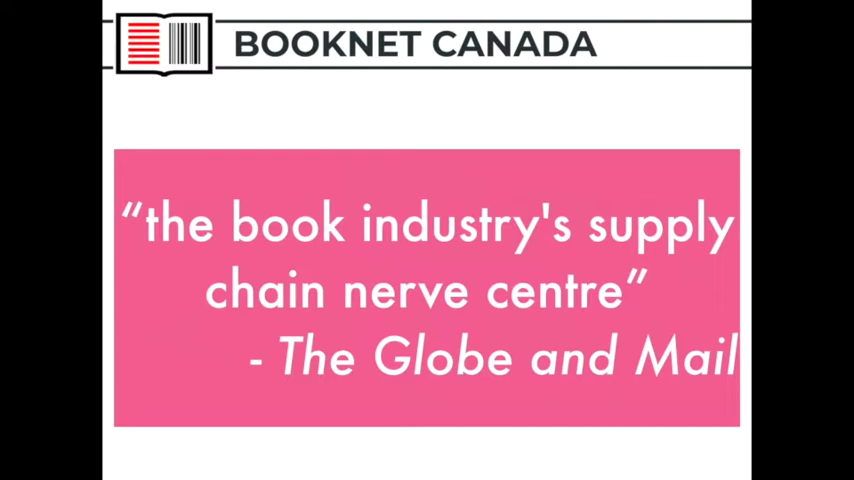 BOOKNET CANADA
“the book industry's supply
chain nerve centre”
- The Globe and Mail